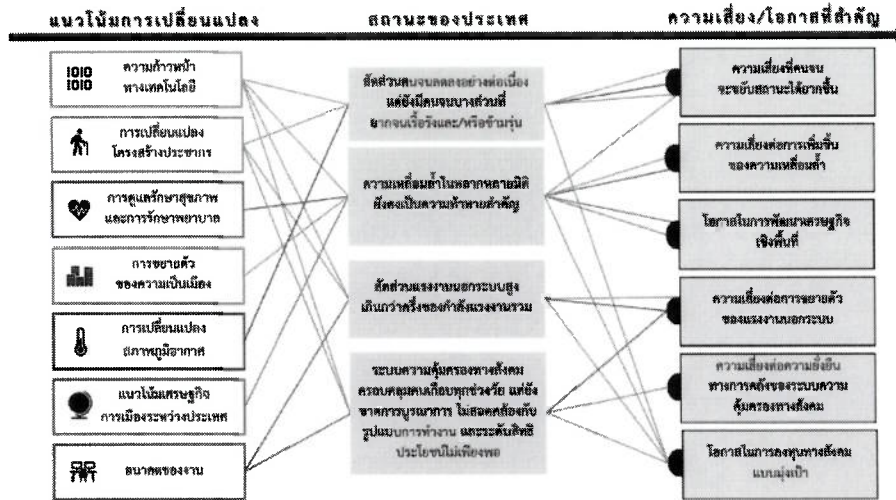 แนวโน้มการเปลี่ยนแปลง
สถานะของประเทศ
ความเสี่ยง/โอกาสที่สำคัญ
1010
1010
ความก้าวหน้า
ทางเทคโนโลยี
การเปลี่ยนแปลง
โครงสร้างประชากร
การดูแลรักษาสุขภาพ
และการรักษาพยาบาล
การขยายตัว
ของความเป็นเมือง
การเปลี่ยนแปลง
สภาพภูมิอากาศ
แนวโน้มเศรษฐกิจ
การเมืองระหว่างประเทศ
อนาคตของงาน
สัดส่วนคนจนลดลงอย่างต่อเนื่อง
แต่ยังมีคนจนบางส่วนที่
ยากจนเรื้อรังและ/หรือข้ามรุ่น
ความเหลื่อมล้ำในหลากหลายมิติ
ยังคงเป็นความท้าทายสำคัญ
สัดส่วนแรงงานนอกระบบสูง
เกินกว่าครึ่งของกำลังแรงงานรวม
ระบบความคุ้มครองทางสังคม
ครอบคลุมคนเกือบทุกช่วงวัย แต่ยัง
ขาดการบูรณาการ ไม่สอดคล้องกับ
รูปแบบการทำงาน และระดับสิทธิ
ประโยชน์ไม่เพียงพอ
ความเสี่ยงที่คนจน
จะขยับสถานะได้ยากขึ้น
ความเสี่ยงต่อการเพิ่มขึ้น
ของความเหลื่อมล้ำ
โอกาสในการพัฒนาเศรษฐกิจ
เชิงพื้นที่
ความเสี่ยงต่อการขยายตัว
ของแรงงานนอกระบบ
ความเสี่ยงต่อความยั่งยืน
ทางการคลังของระบบความ
คุ้มครองทางสังคม
โอกาสในการลงทุนทางสังคม
แบบมุ่งเป้า